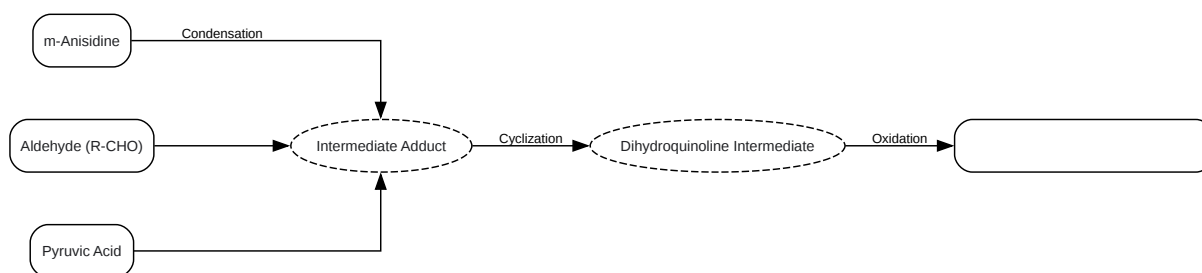 m-Anisidine
Condensation
Aldehyde (R-CHO)
Intermediate Adduct
Cyclization
Dihydroquinoline Intermediate
Oxidation
Pyruvic Acid